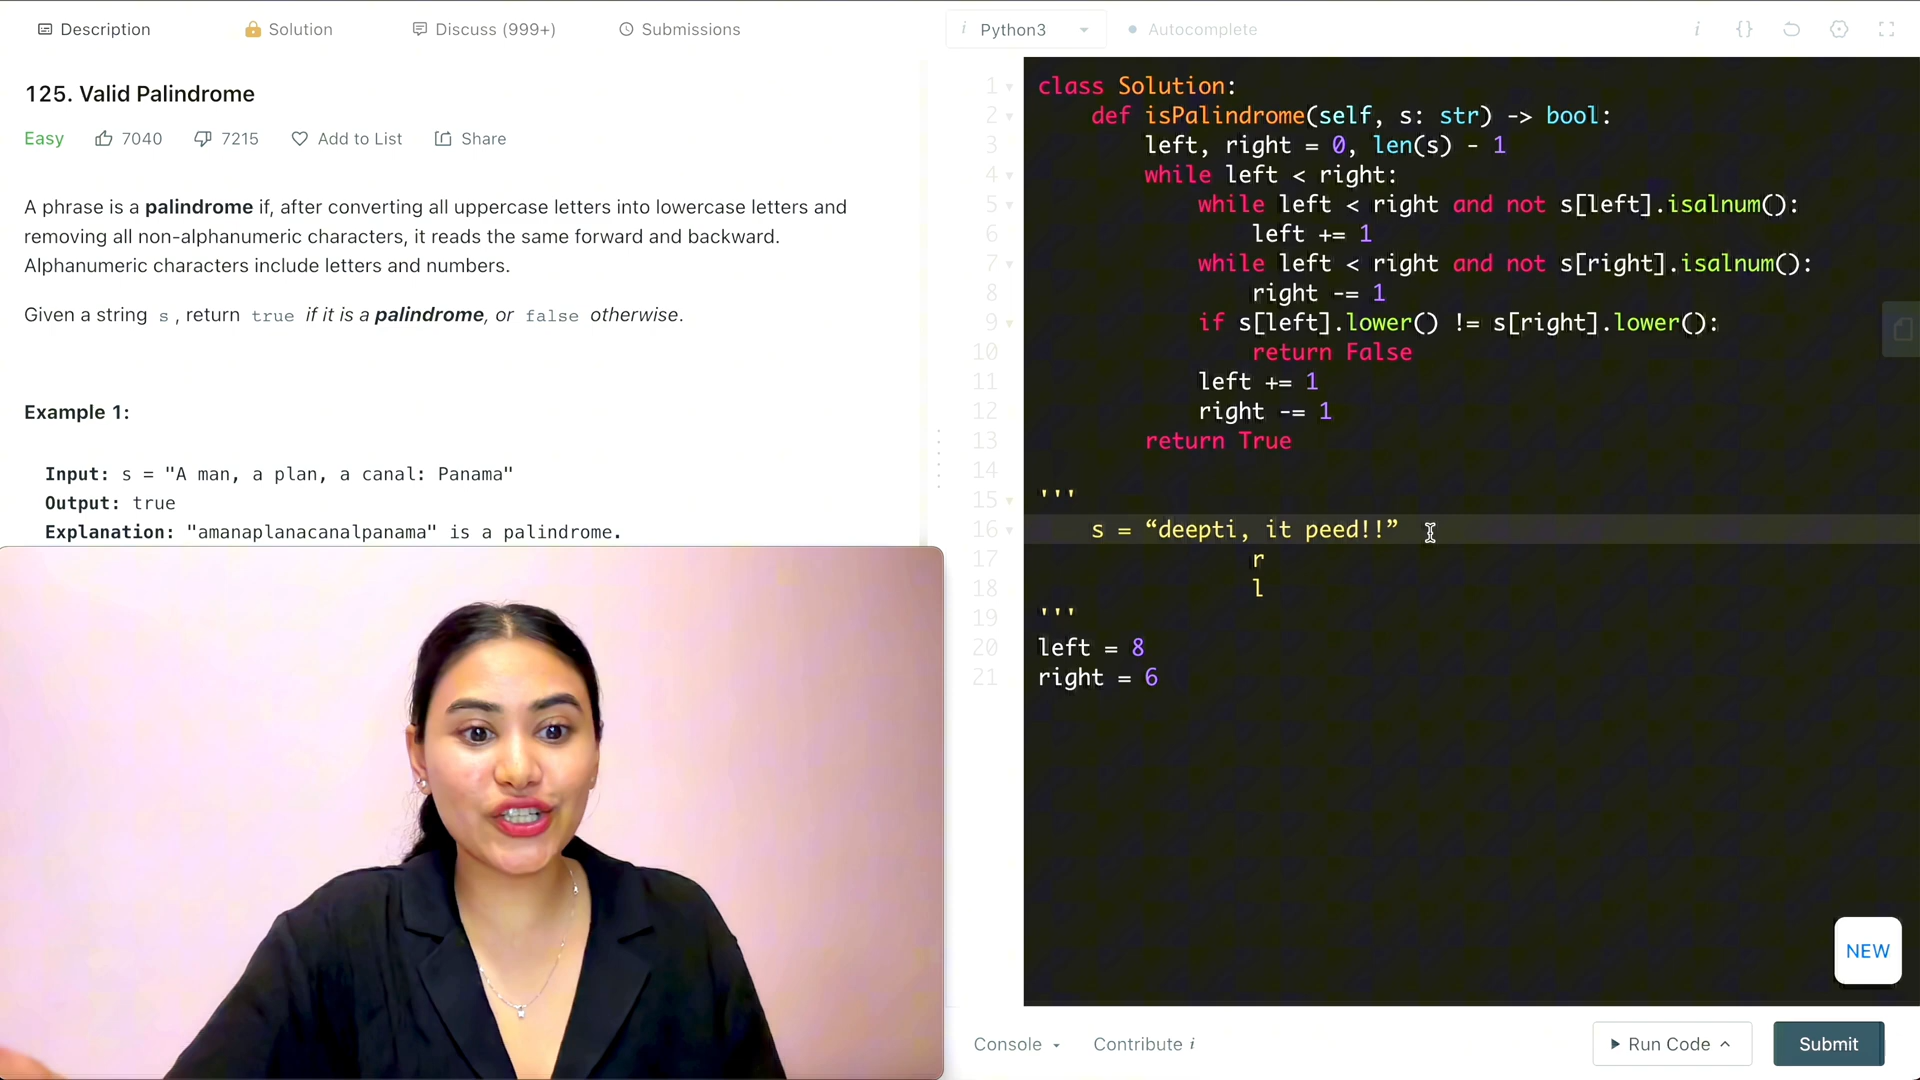 Description
Solution
Discuss (999+)
Submissions
i Python3
Autocomplete
i {}
125. Valid Palindrome
Easy 7040 7215 Add to List Share
A phrase is a palindrome if, after converting all uppercase letters into lowercase letters and
removing all non-alphanumeric characters, it reads the same forward and backward.
Alphanumeric characters include letters and numbers.
Given a string s , return true if it is a palindrome, or false otherwise.
Example 1:
Input: s = "A man, a plan, a canal: Panama"
Output: true
Explanation: "amanaplanacanalpanama" is a palindrome.
1 class Solution:
2 def isPalindrome(self, s: str) -> bool:
3 left, right = 0, len(s) - 1
4 while left < right:
5 while left < right and not s[left].isalnum():
6 left += 1
7 while left < right and not s[right].isalnum():
8 right -= 1
9 if s[left].lower() != s[right].lower():
10 return False
11 left += 1
12 right -= 1
13 return True
14
15 '''
16 s = “deepti, it peed!!”
17 r
18 l
19 '''
20 left = 8
21 right = 6
NEW
Console
Contribute i
Run Code
Submit